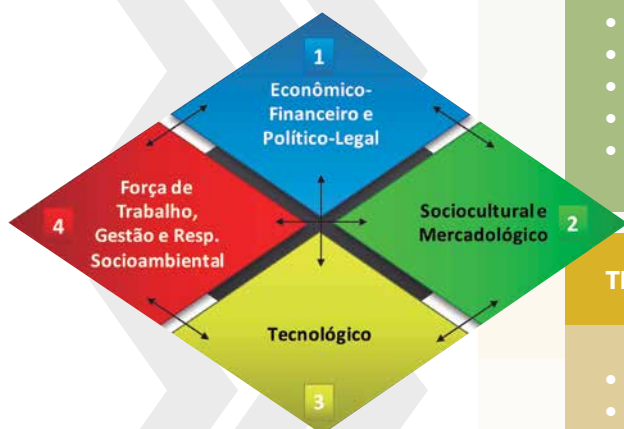 1
Econômico-
Financeiro e
Político-Legal
Força de
Trabalho,
Gestão e Resp.
Socioambiental
4
Sociocultural e
Mercadológico
2
Tecnológico
3